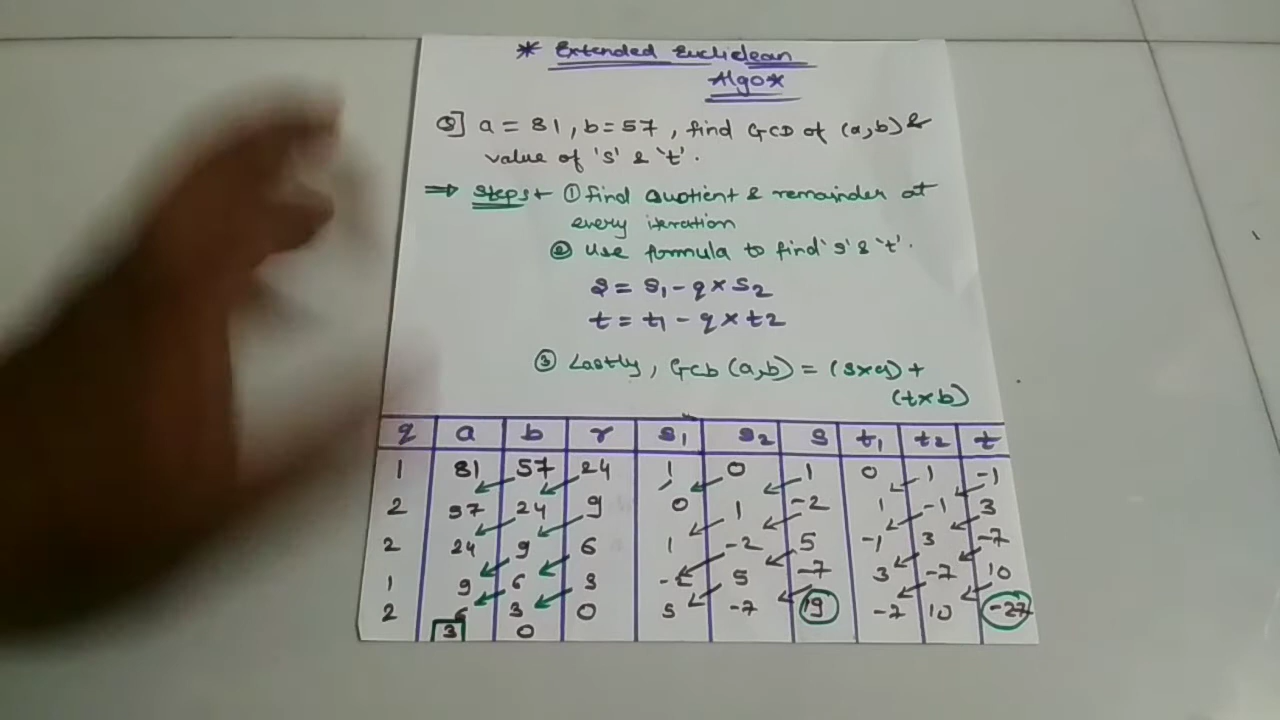 * Extended Euclidean
Algo*
Q] a = 81, b = 57, find GCD of (a,b) &
value of 's' & 't'.
⇒ Steps ① find Quotient & remainder at
every iteration
② Use formula to find 's' & 't'.
s = s1 - q × s2
t = t1 - q × t2
③ Lastly, GCD (a,b) = (s×a) +
(t×b)
q a b r s1 s2 s t1 t2 t
1 81 57 24 1 0 1 0 1 -1
2 57 24 9 0 1 -2 1 -1 3
2 24 9 6 1 -2 5 -1 3 -7
1 9 6 3 -2 5 -7 3 -7 10
2 6 3 0 5 -7 19 -7 10 -27
3 0